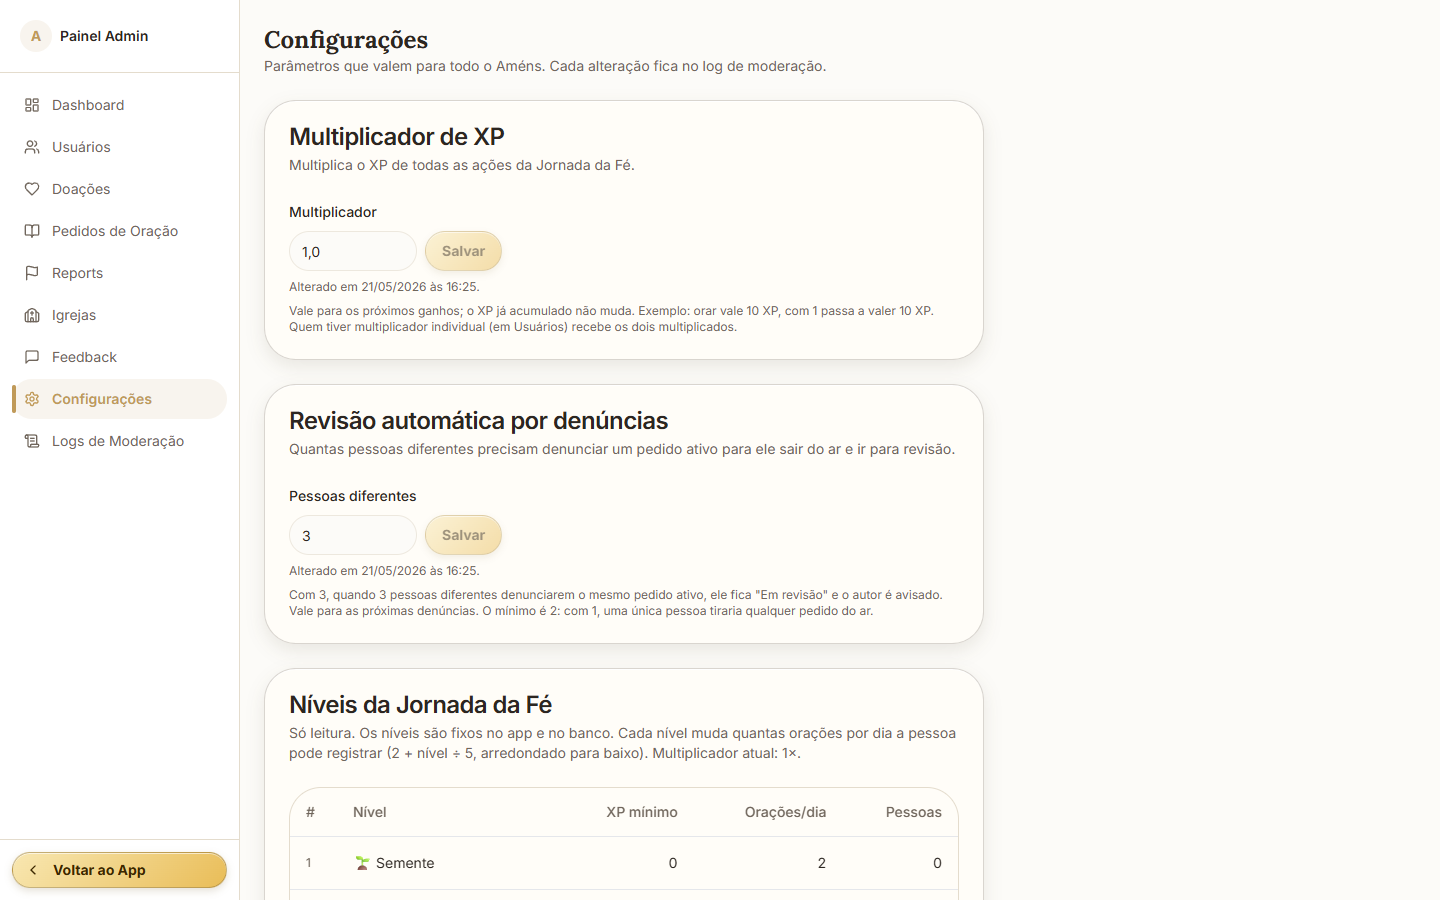 A Painel Admin
Dashboard
Usuários
Doações
Pedidos de Oração
Reports
Igrejas
Feedback
Configurações
Logs de Moderação
Voltar ao App
Configurações
Parâmetros que valem para todo o Améns. Cada alteração fica no log de moderação.
Multiplicador de XP
Multiplica o XP de todas as ações da Jornada da Fé.
Multiplicador
1,0 Salvar
Alterado em 21/05/2026 às 16:25.
Vale para os próximos ganhos; o XP já acumulado não muda. Exemplo: orar vale 10 XP, com 1 passa a valer 10 XP.
Quem tiver multiplicador individual (em Usuários) recebe os dois multiplicados.
Revisão automática por denúncias
Quantas pessoas diferentes precisam denunciar um pedido ativo para ele sair do ar e ir para revisão.
Pessoas diferentes
3 Salvar
Alterado em 21/05/2026 às 16:25.
Com 3, quando 3 pessoas diferentes denunciarem o mesmo pedido ativo, ele fica "Em revisão" e o autor é avisado.
Vale para as próximas denúncias. O mínimo é 2: com 1, uma única pessoa tiraria qualquer pedido do ar.
Níveis da Jornada da Fé
Só leitura. Os níveis são fixos no app e no banco. Cada nível muda quantas orações por dia a pessoa
pode registrar (2 + nível ÷ 5, arredondado para baixo). Multiplicador atual: 1×.
# Nível XP mínimo Orações/dia Pessoas
1 Semente 0 2 0